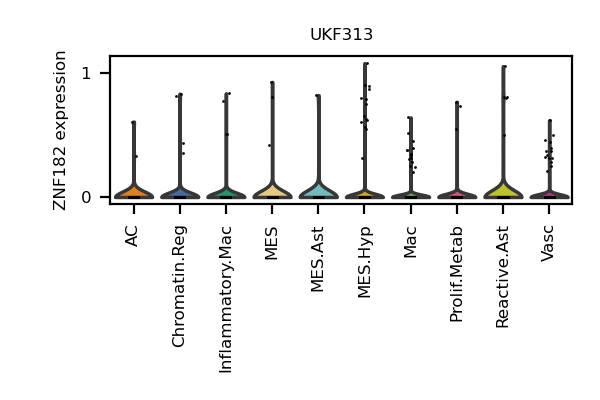 UKF313
ZNF182 expression
1
0
AC
Chromatin.Reg
Inflammatory.Mac
MES
MES.Ast
MES.Hyp
Mac
Prolif.Metab
Reactive.Ast
Vasc